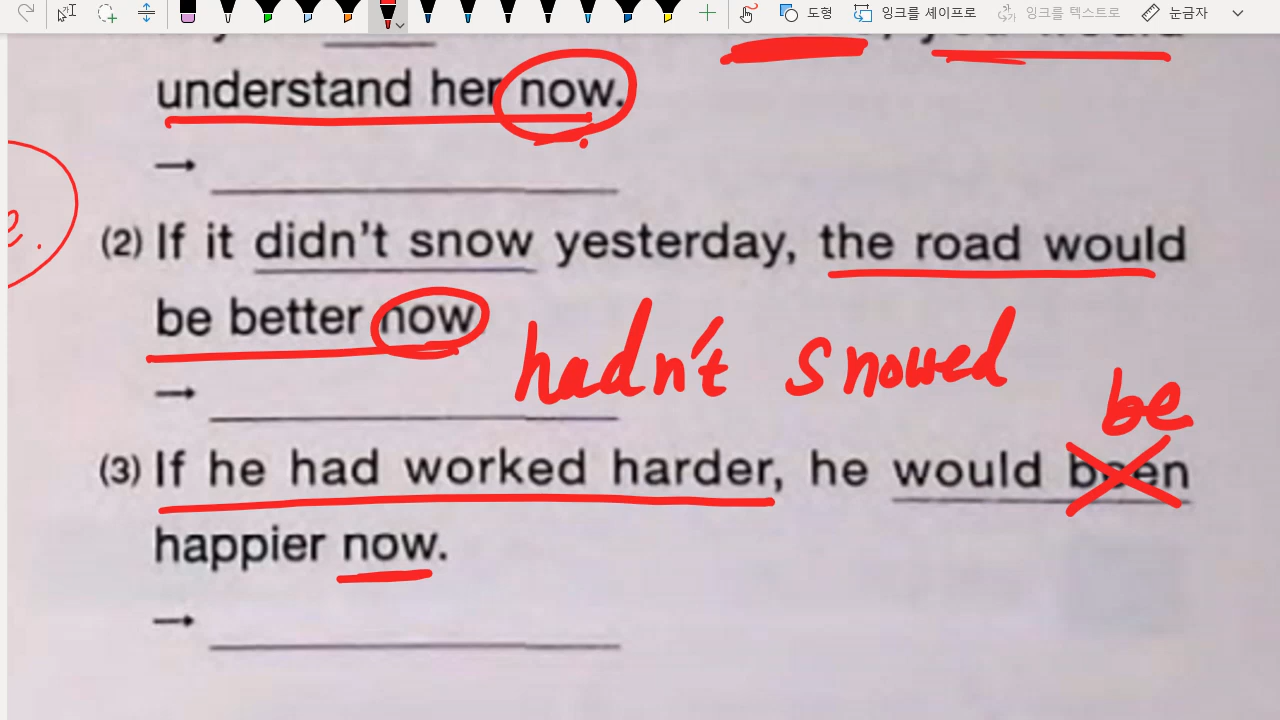 도형 잉크를 셰이프로 잉크를 텍스트로 눈금자
understand her now.
→
(2) If it didn't snow yesterday, the road would
be better now
hadn't snowed
→
be
(3) If he had worked harder, he would been
happier now.
→